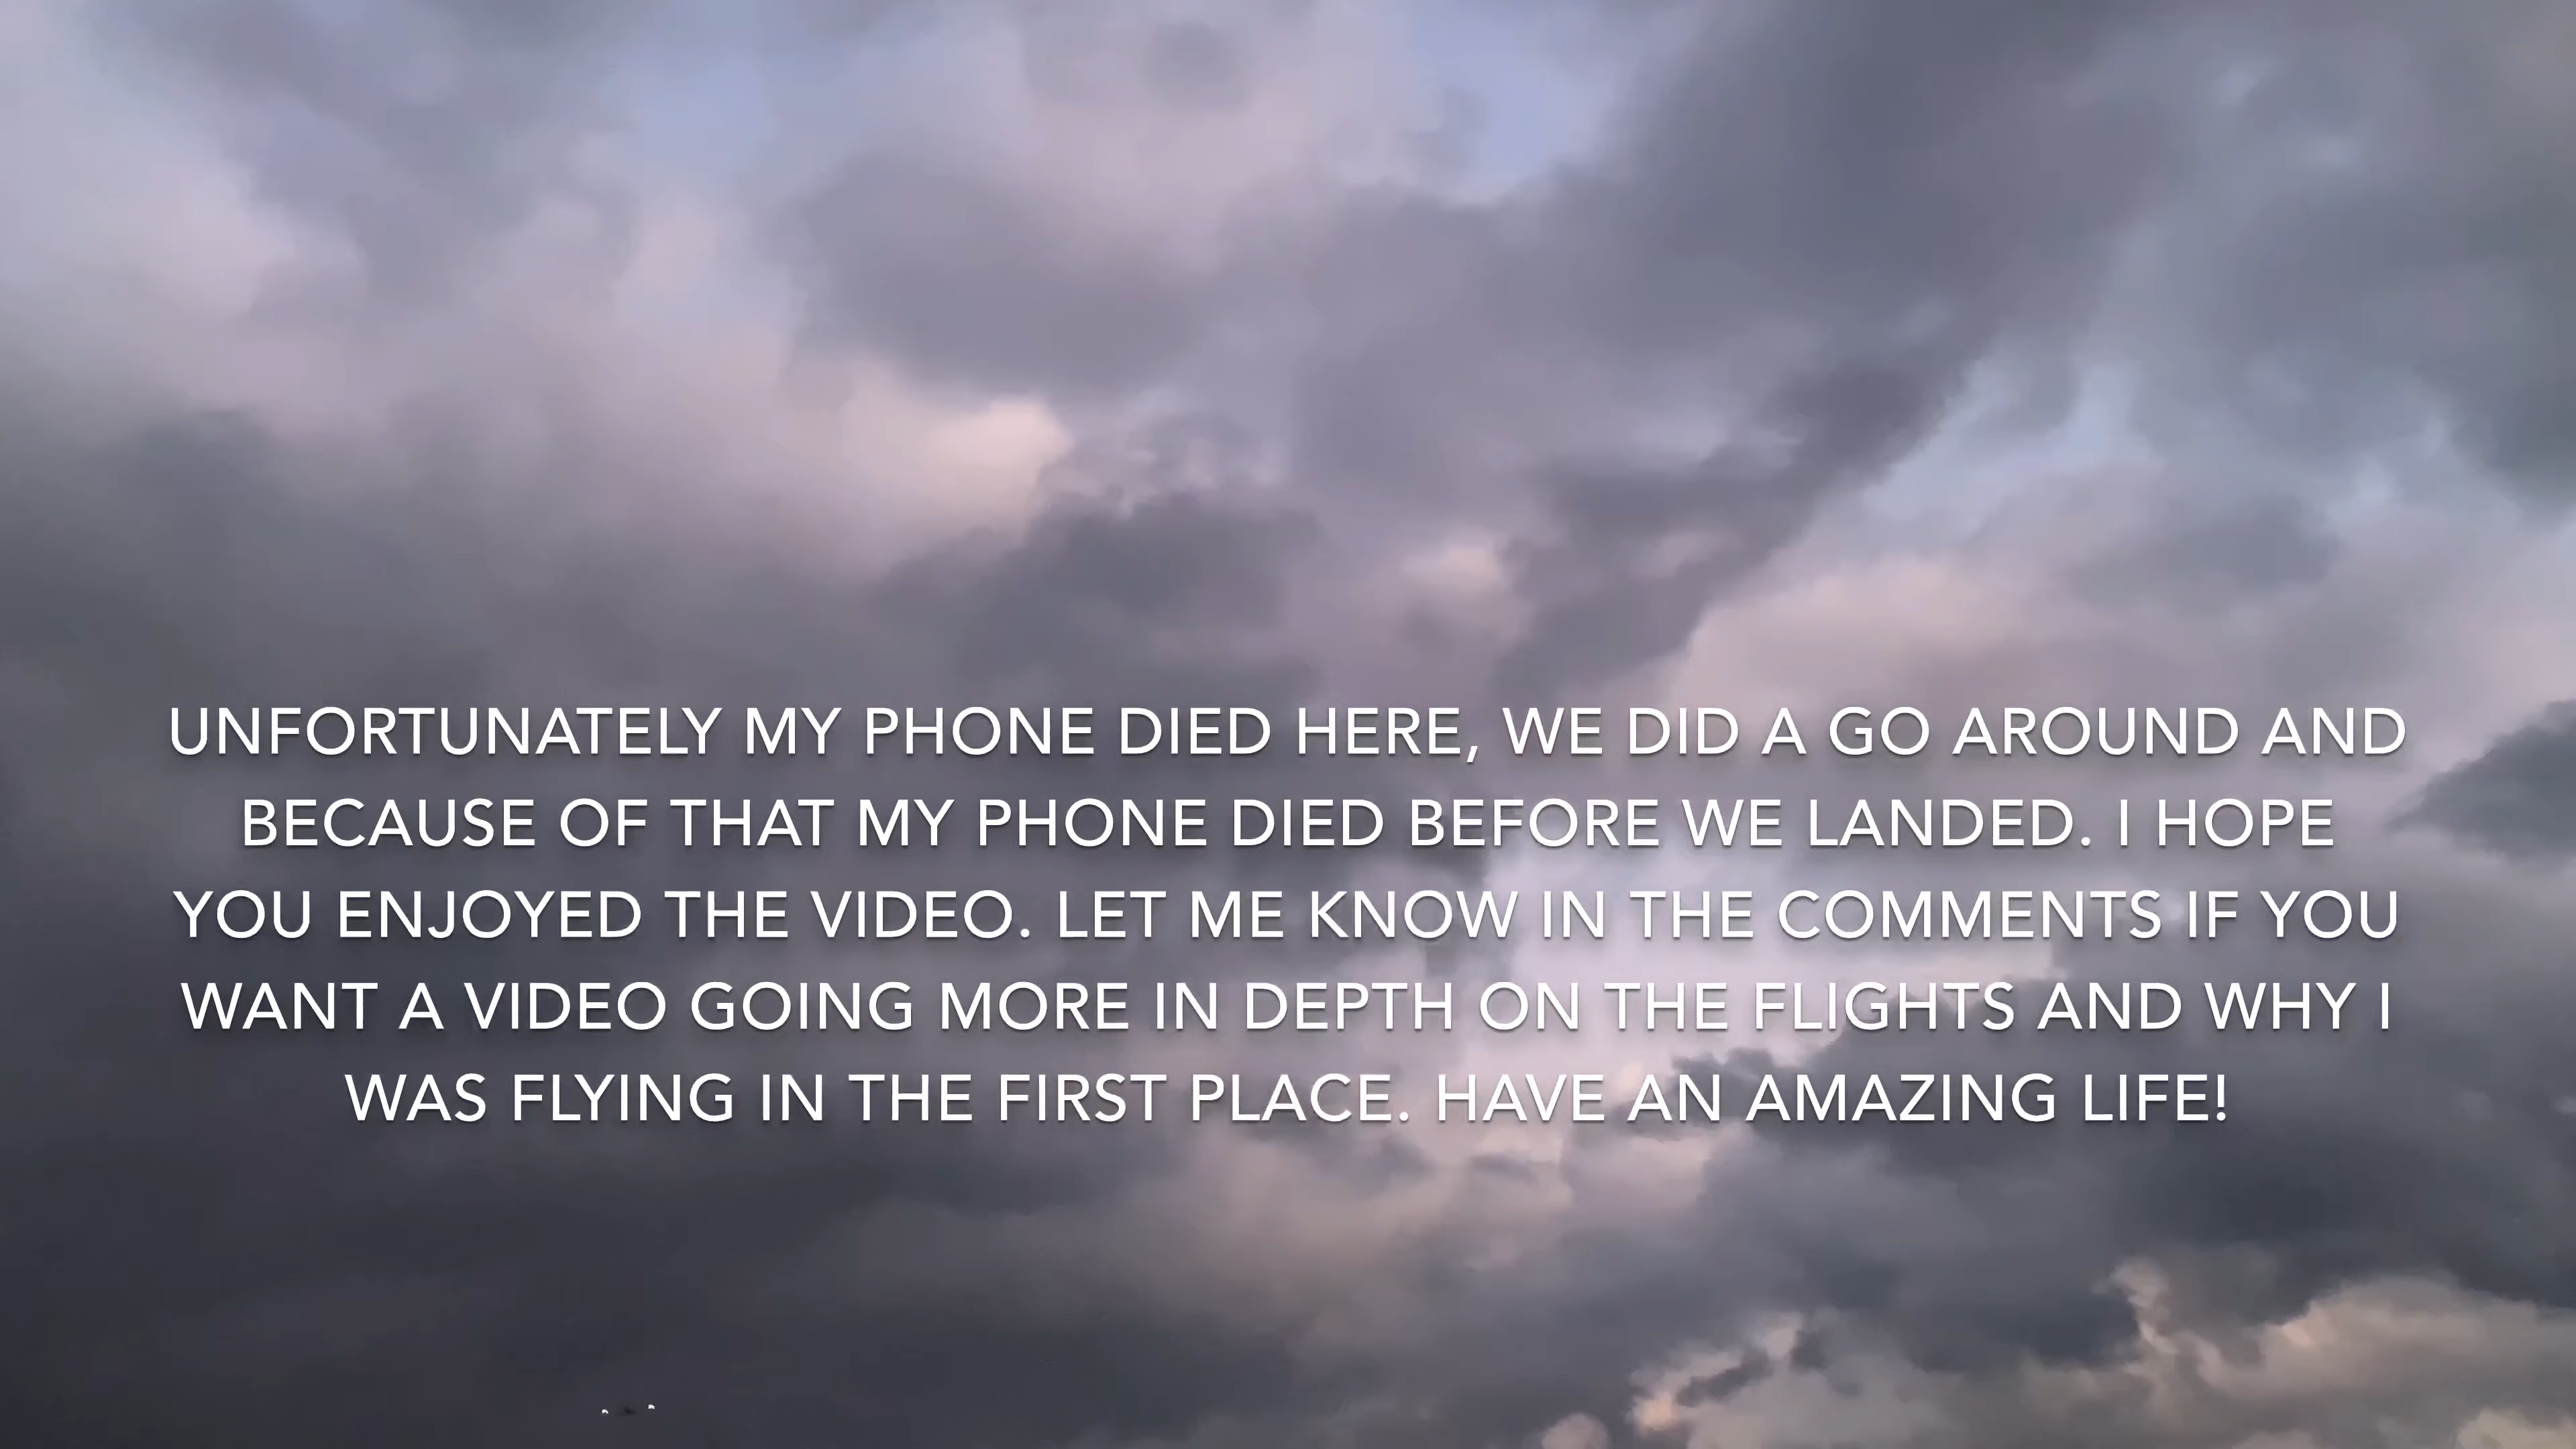 UNFORTUNATELY MY PHONE DIED HERE, WE DID A GO AROUND AND
BECAUSE OF THAT MY PHONE DIED BEFORE WE LANDED. I HOPE
YOU ENJOYED THE VIDEO. LET ME KNOW IN THE COMMENTS IF YOU
WANT A VIDEO GOING MORE IN DEPTH ON THE FLIGHTS AND WHY I
WAS FLYING IN THE FIRST PLACE. HAVE AN AMAZING LIFE!